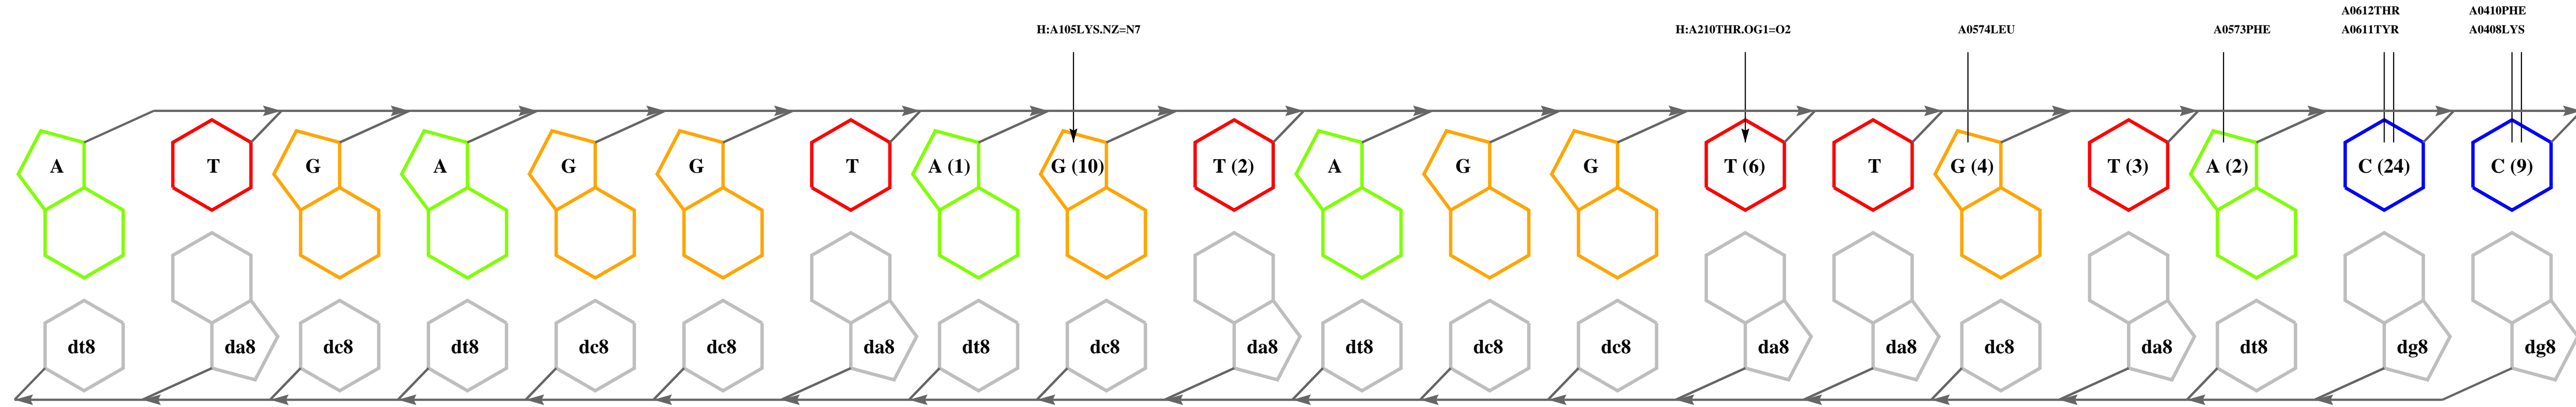 A0612THR A0410PHE
H:A105LYS.NZ=N7 H:A210THR.OG1=O2 A0574LEU A0573PHE A0611TYR A0408LYS
A T G A G G T A (1) G (10) T (2) A G G T (6) T G (4) T (3) A (2) C (24) C (9)
dt8 da8 dc8 dt8 dc8 dc8 da8 dt8 dc8 da8 dt8 dc8 dc8 da8 da8 dc8 da8 dt8 dg8 dg8